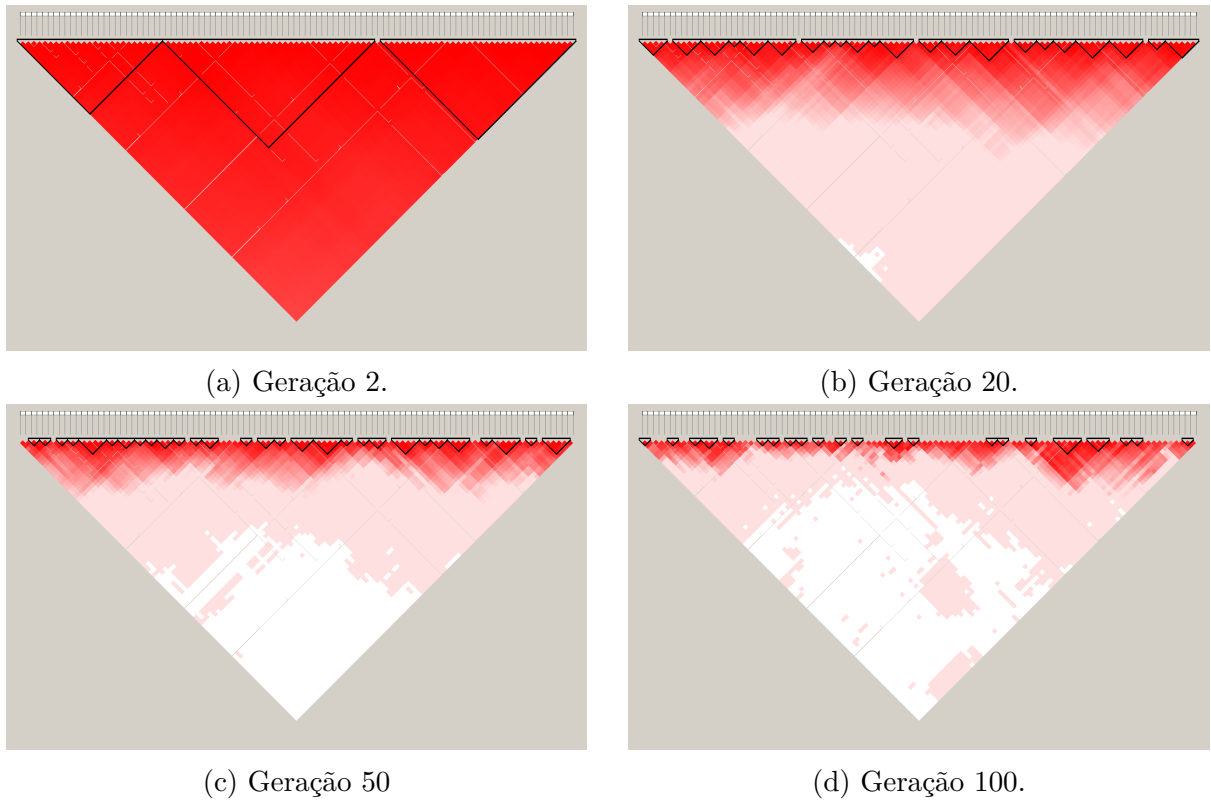 (a) Geração 2.
(b) Geração 20.
(c) Geração 50
(d) Geração 100.